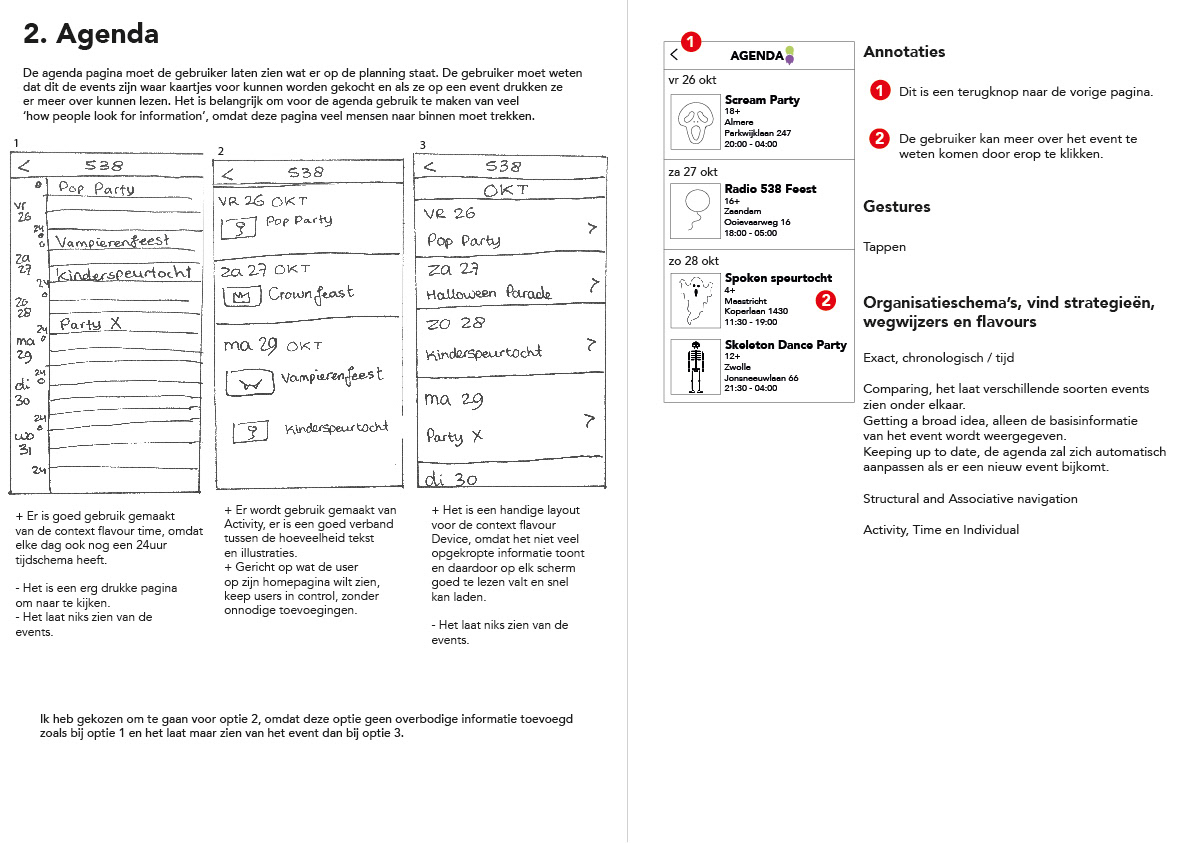 2. Agenda
De agenda pagina moet de gebruiker laten zien wat er op de planning staat. De gebruiker moet weten
dat dit de events zijn waar kaartjes voor kunnen worden gekocht en als ze op een event drukken ze
er meer over kunnen lezen. Het is belangrijk om voor de agenda gebruik te maken van veel
'how people look for information', omdat deze pagina veel mensen naar binnen moet trekken.
1
< 538
0
Pop Party
vr
26
24
0
0
Vampierenfeest
za
27
Kinderspeurtocht
24
zo
28
Party X
24
ma 0
29
24
di 0
30
24
wo 0
31
24
2
< 538
VR 26 OKT
Pop Party
za 27 OKT
Crownfeast
ma 29 OKT
Vampierenfeest
Kinderspeurtocht
3
< 538
OKT
VR 26
Pop Party
>
ZA 27
Halloween Parade
>
ZO 28
Kinderspeurtocht
>
ma 29
Party X
>
di 30
+ Er is goed gebruik gemaakt
van de context flavour time, omdat
elke dag ook nog een 24uur
tijdschema heeft.
- Het is een erg drukke pagina
om naar te kijken.
- Het laat niks zien van de
events.
+ Er wordt gebruik gemaakt van
Activity, er is een goed verband
tussen de hoeveelheid tekst
en illustraties.
+ Gericht op wat de user
op zijn homepagina wilt zien,
keep users in control, zonder
onnodige toevoegingen.
+ Het is een handige layout
voor de context flavour
Device, omdat het niet veel
opgekropte informatie toont
en daardoor op elk scherm
goed te lezen valt en snel
kan laden.
- Het laat niks zien van de
events.
Ik heb gekozen om te gaan voor optie 2, omdat deze optie geen overbodige informatie toevoegd
zoals bij optie 1 en het laat maar zien van het event dan bij optie 3.
1
< AGENDA
vr 26 okt
Scream Party
18+
Almere
Parkwijklaan 247
20:00 - 04:00
za 27 okt
Radio 538 Feest
16+
Zaandam
Ooievaarweg 16
18:00 - 05:00
zo 28 okt
Spoken speurtocht
4+
Maastricht
Koperlaan 1430
11:30 - 19:00
2
Skeleton Dance Party
12+
Zwolle
Jonsneeuwlaan 66
21:30 - 04:00
Annotaties
1 Dit is een terugknop naar de vorige pagina.
2 De gebruiker kan meer over het event te
weten komen door erop te klikken.
Gestures
Tappen
Organisatieschema's, vind strategieën,
wegwijzers en flavours
Exact, chronologisch / tijd
Comparing, het laat verschillende soorten events
zien onder elkaar.
Getting a broad idea, alleen de basisinformatie
van het event wordt weergegeven.
Keeping up to date, de agenda zal zich automatisch
aanpassen als er een nieuw event bijkomt.
Structural and Associative navigation
Activity, Time en Individual